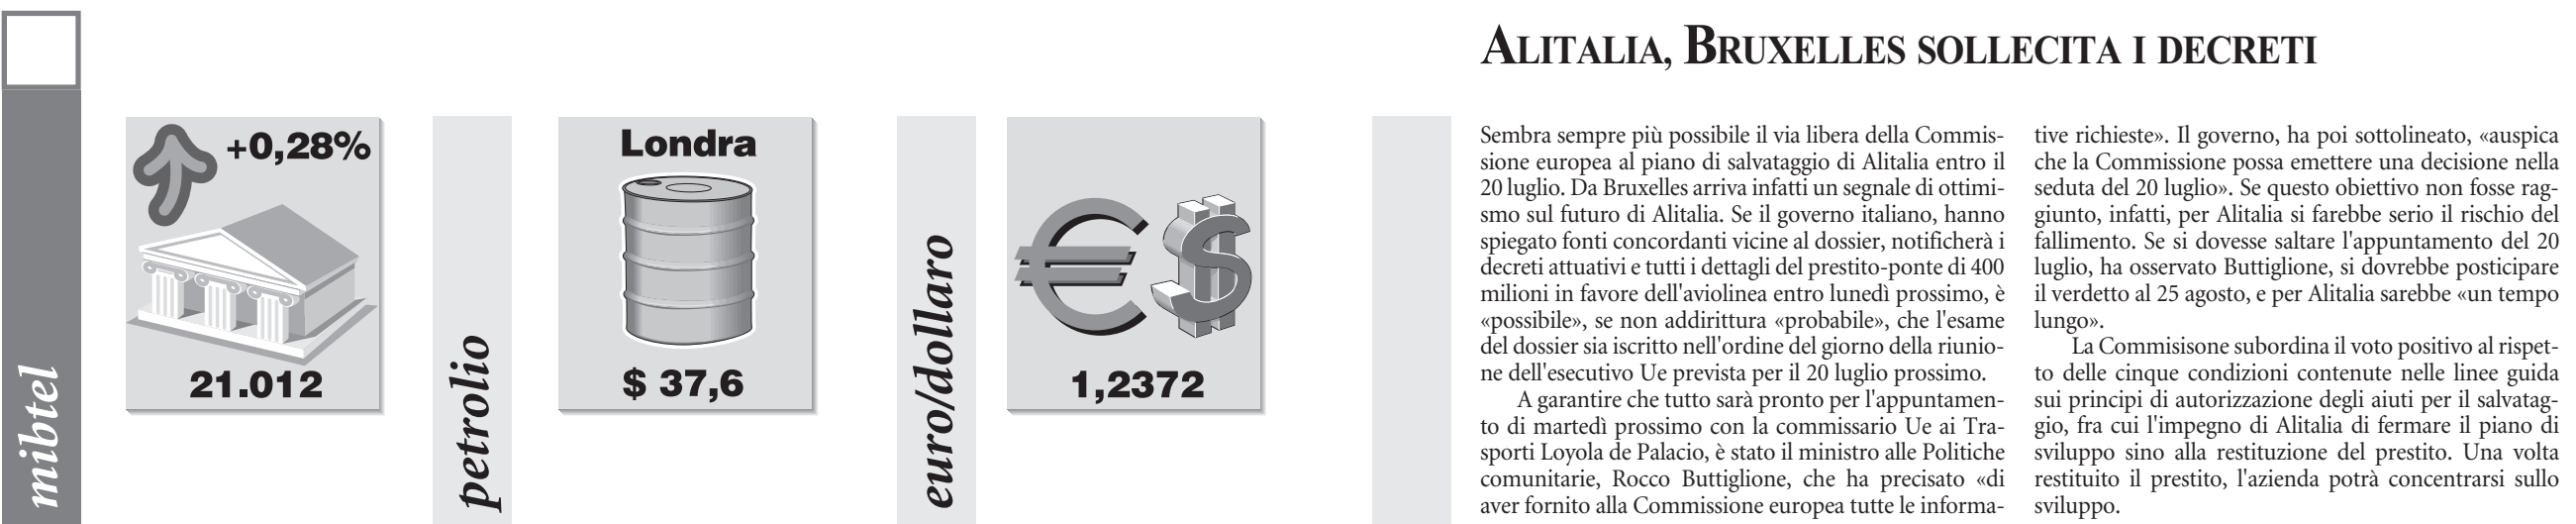 mibtel
+0,28%
21.012
petrolio
Londra
$ 37,6
euro/dollaro
1,2372
ALITALIA, BRUXELLES SOLLECITA I DECRETI
Sembra sempre più possibile il via libera della Commis-
sione europea al piano di salvataggio di Alitalia entro il
20 luglio. Da Bruxelles arriva infatti un segnale di ottimi-
smo sul futuro di Alitalia. Se il governo italiano, hanno
spiegato fonti concordanti vicine al dossier, notificherà i
decreti attuativi e tutti i dettagli del prestito-ponte di 400
milioni in favore dell'aviolinea entro lunedì prossimo, è
«possibile», se non addirittura «probabile», che l'esame
del dossier sia iscritto nell'ordine del giorno della riunio-
ne dell'esecutivo Ue prevista per il 20 luglio prossimo.
A garantire che tutto sarà pronto per l'appuntamen-
to di martedì prossimo con la commissario Ue ai Tra-
sporti Loyola de Palacio, è stato il ministro alle Politiche
comunitarie, Rocco Buttiglione, che ha precisato «di
aver fornito alla Commissione europea tutte le informa-
tive richieste». Il governo, ha poi sottolineato, «auspica
che la Commissione possa emettere una decisione nella
seduta del 20 luglio». Se questo obiettivo non fosse rag-
giunto, infatti, per Alitalia si farebbe serio il rischio del
fallimento. Se si dovesse saltare l'appuntamento del 20
luglio, ha osservato Buttiglione, si dovrebbe posticipare
il verdetto al 25 agosto, e per Alitalia sarebbe «un tempo
lungo».
La Commisisone subordina il voto positivo al rispet-
to delle cinque condizioni contenute nelle linee guida
sui principi di autorizzazione degli aiuti per il salvatag-
gio, fra cui l'impegno di Alitalia di fermare il piano di
sviluppo sino alla restituzione del prestito. Una volta
restituito il prestito, l'azienda potrà concentrarsi sullo
sviluppo.